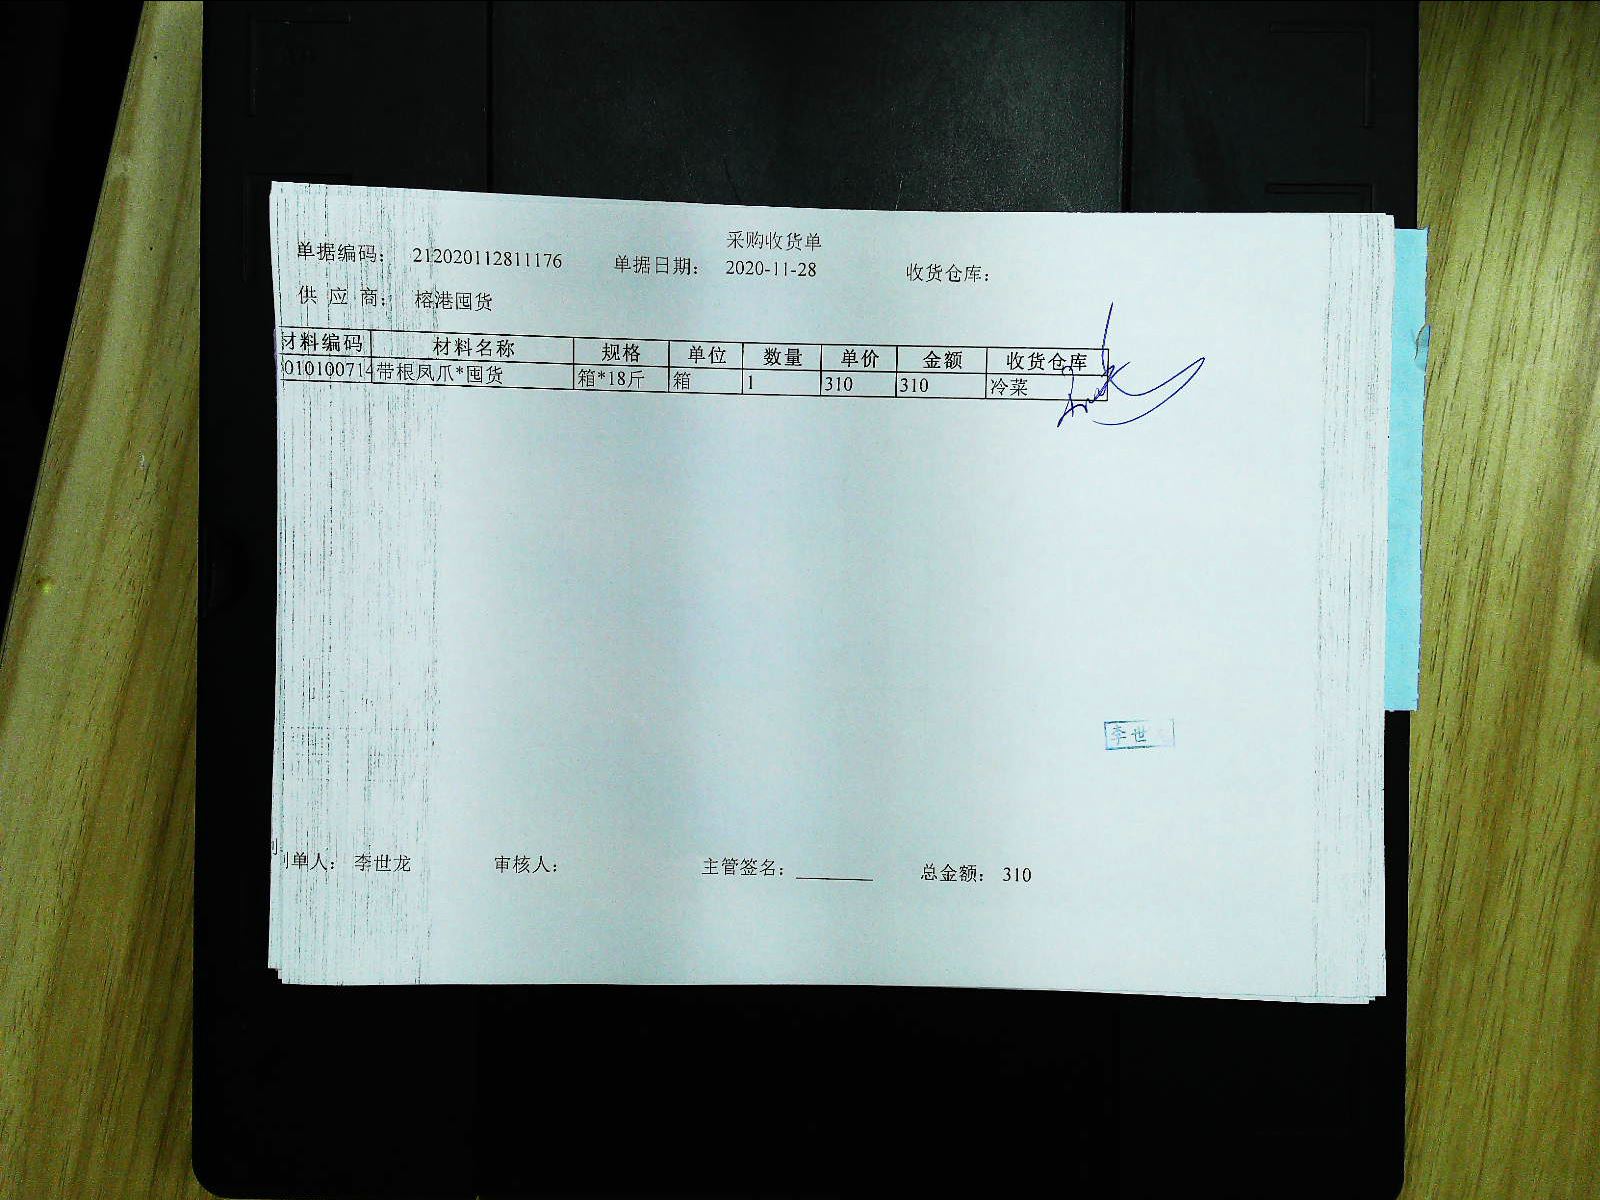 采购收货单
单据编码： 212020112811176 单据日期： 2020-11-28 收货仓库：
供 应 商： 榕港囤货
材料编码 材料名称 规格 单位 数量 单价 金额 收货仓库
010100714 带根凤爪*囤货 箱*18斤 箱 1 310 310 冷菜
李世
制单人： 李世龙 审核人： 主管签名： 总金额： 310